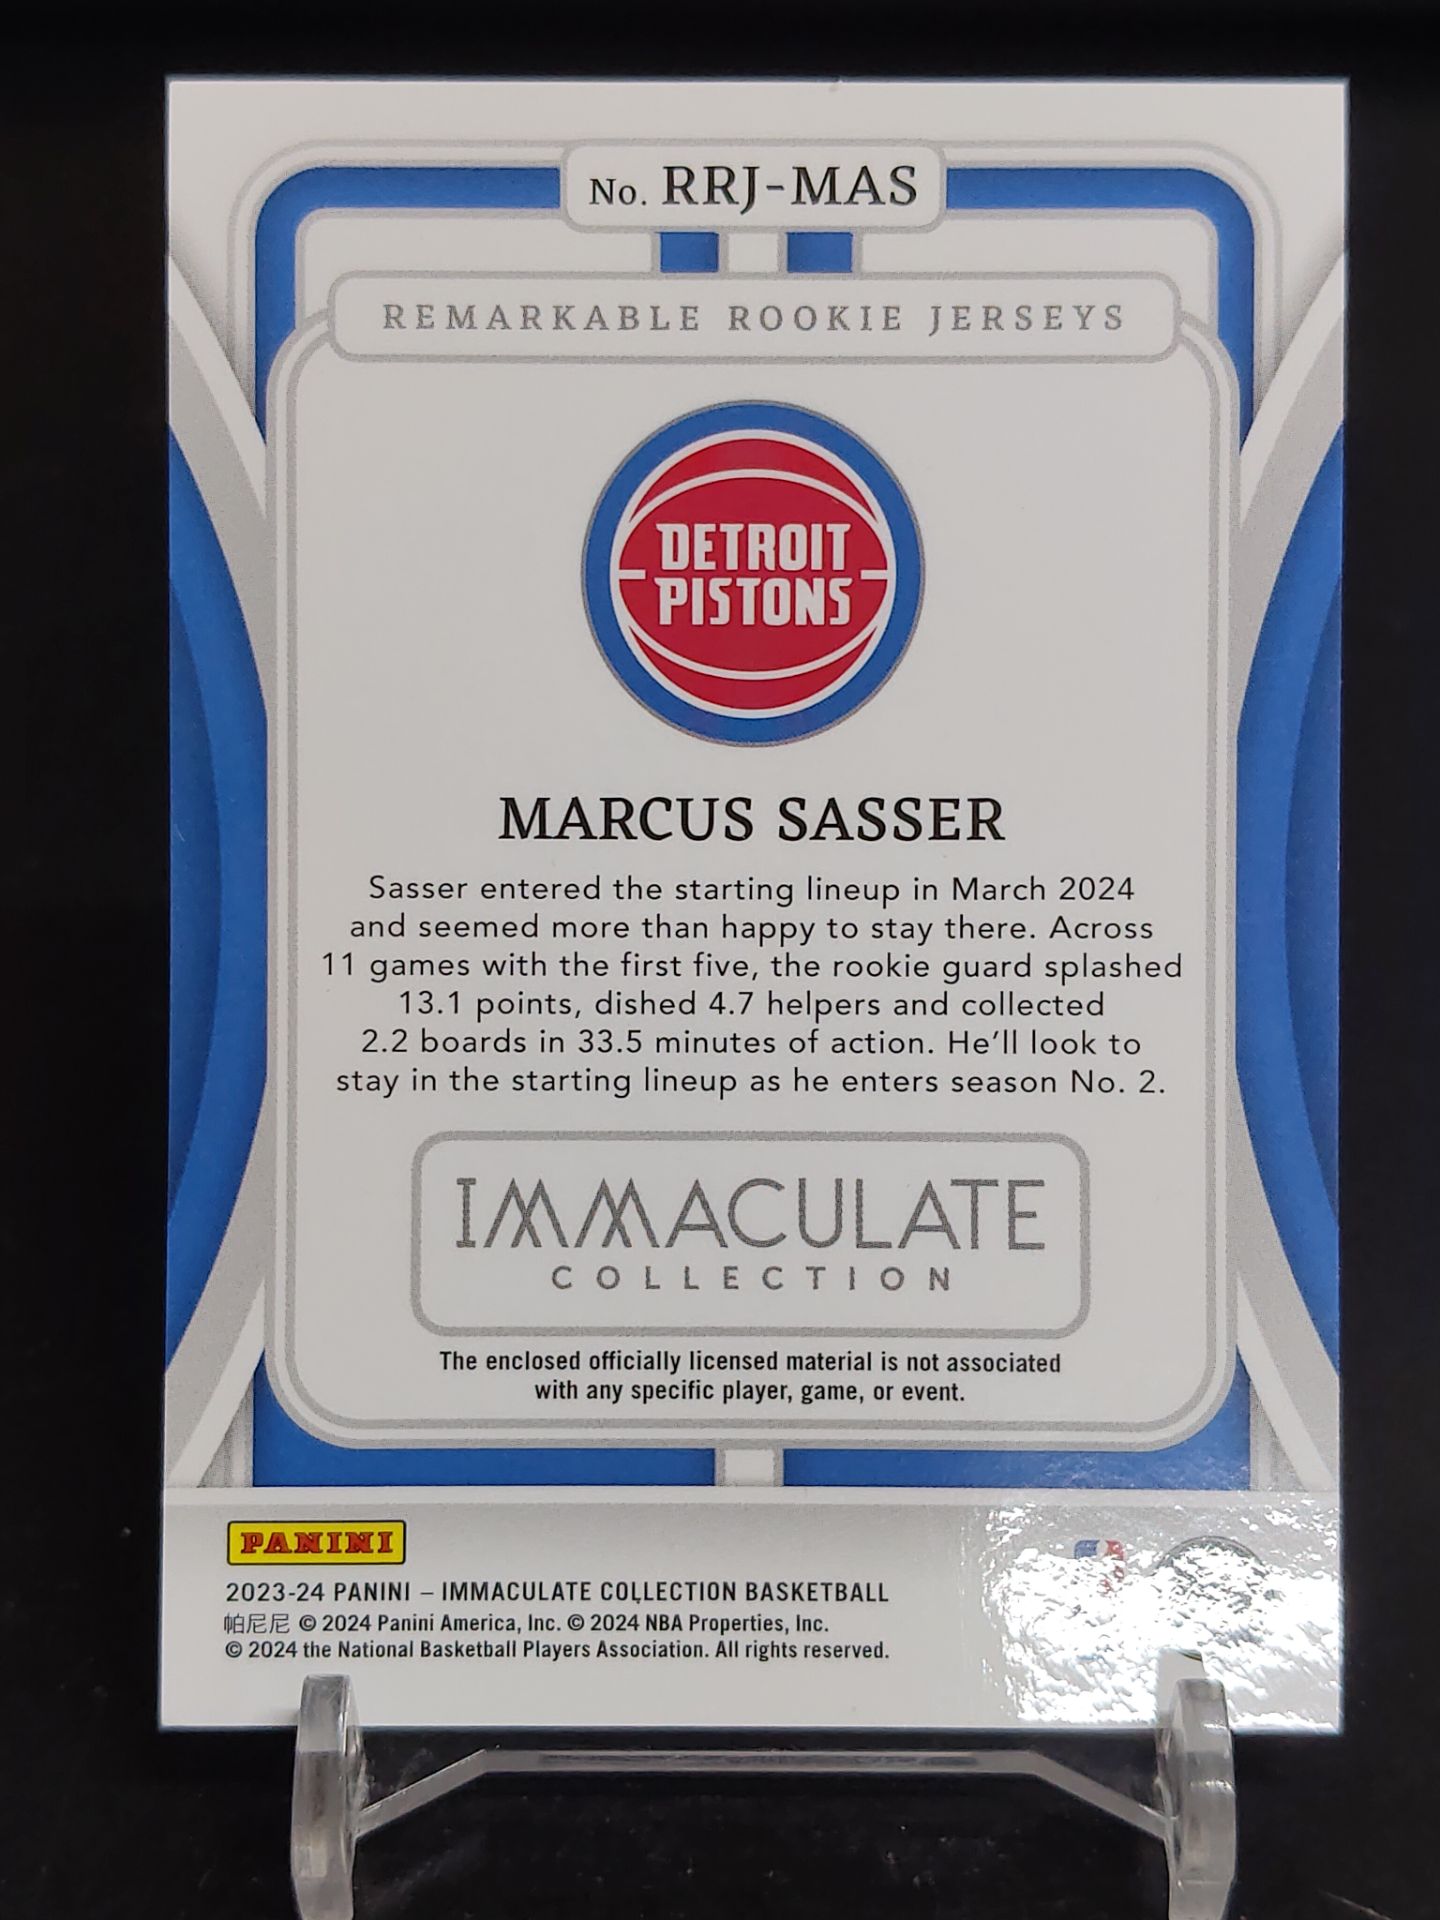 No. RRJ-MAS
REMARKABLE ROOKIE JERSEYS
DETROIT
PISTONS
MARCUS SASSER
Sasser entered the starting lineup in March 2024
and seemed more than happy to stay there. Across
11 games with the first five, the rookie guard splashed
13.1 points, dished 4.7 helpers and collected
2.2 boards in 33.5 minutes of action. He'll look to
stay in the starting lineup as he enters season No. 2.
IMMACULATE
COLLECTION
The enclosed officially licensed material is not associated
with any specific player, game, or event.
PANINI
2023-24 PANINI – IMMACULATE COLLECTION BASKETBALL
帕尼尼 © 2024 Panini America, Inc. © 2024 NBA Properties, Inc.
© 2024 the National Basketball Players Association. All rights reserved.